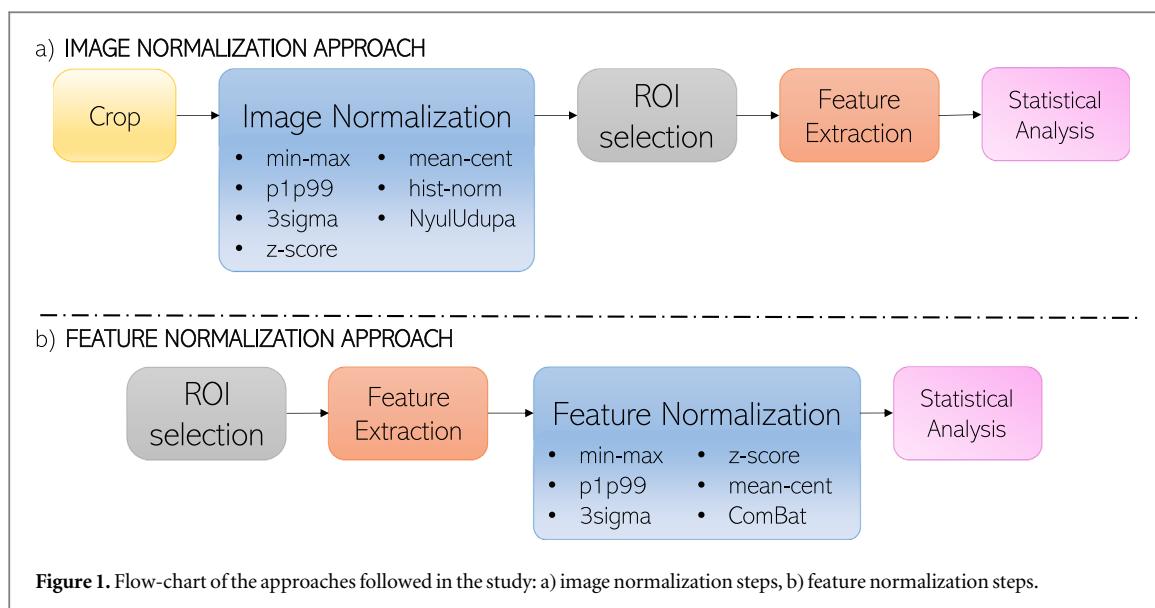 a) IMAGE NORMALIZATION APPROACH
Crop
Image Normalization
• min-max
• p1p99
• 3sigma
• z-score
• mean-cent
• hist-norm
• NyulUdupa
ROI
selection
Feature
Extraction
Statistical
Analysis
b) FEATURE NORMALIZATION APPROACH
ROI
selection
Feature
Extraction
Feature Normalization
• min-max
• p1p99
• 3sigma
• z-score
• mean-cent
• ComBat
Statistical
Analysis
Figure 1. Flow-chart of the approaches followed in the study: a) image normalization steps, b) feature normalization steps.